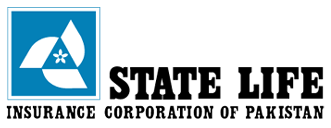 STATE LIFE
INSURANCE CORPORATION OF PAKISTAN